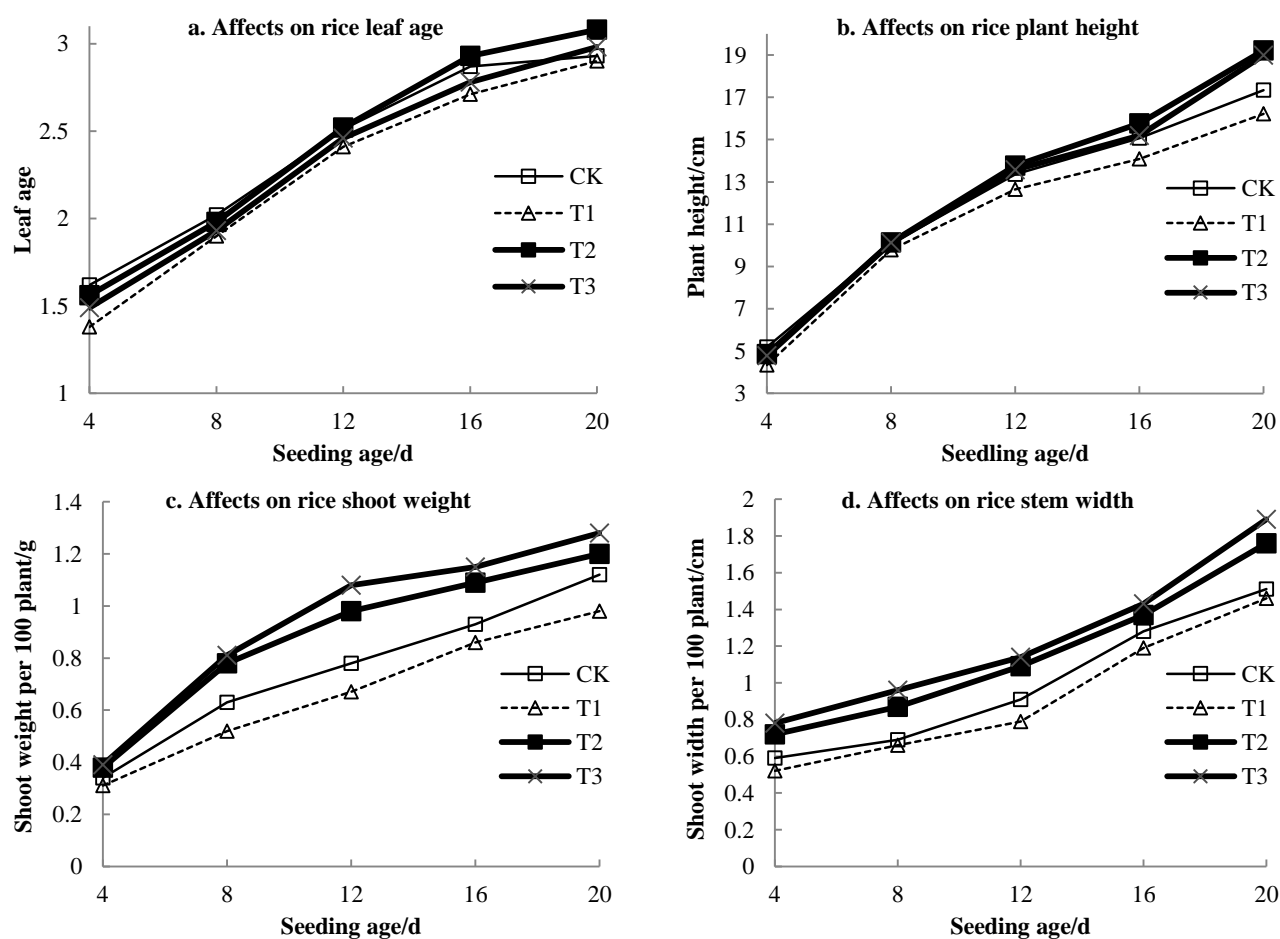 a. Affects on rice leaf age
3
2.5
2
1.5
1
Leaf age
CK
T1
T2
T3
4 8 12 16 20
Seeding age/d
b. Affects on rice plant height
19
17
15
13
11
9
7
5
3
Plant height/cm
CK
T1
T2
T3
4 8 12 16 20
Seedling age/d
c. Affects on rice shoot weight
1.4
1.2
1
0.8
0.6
0.4
0.2
0
Shoot weight per 100 plant/g
CK
T1
T2
T3
4 8 12 16 20
Seeding age/d
d. Affects on rice stem width
2
1.8
1.6
1.4
1.2
1
0.8
0.6
0.4
0.2
0
Shoot width per 100 plant/cm
CK
T1
T2
T3
4 8 12 16 20
Seeding age/d